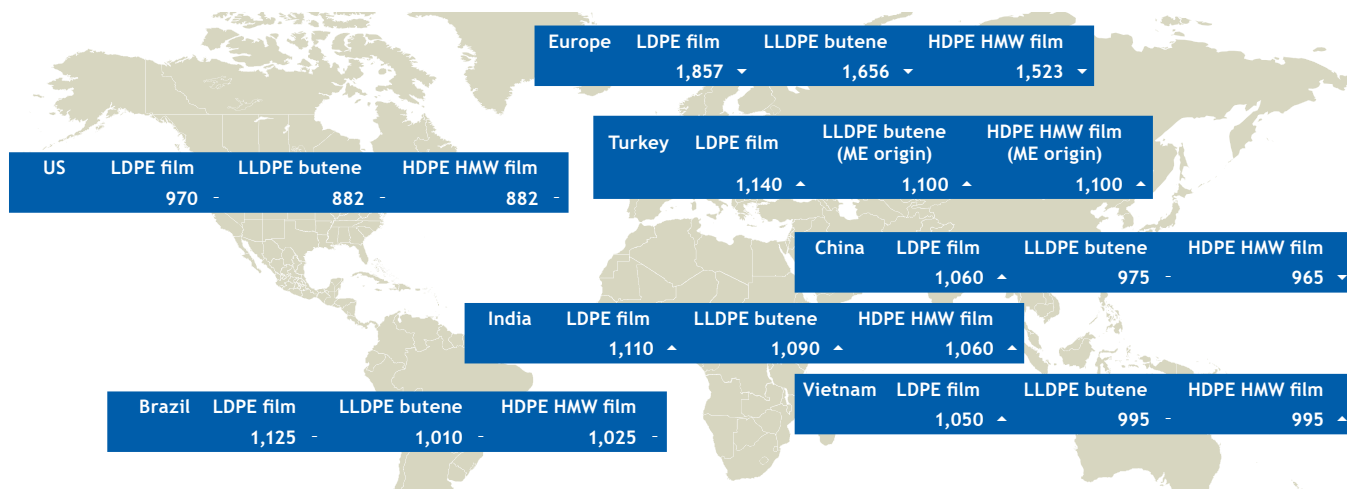 Europe LDPE film LLDPE butene HDPE HMW film
1,857 ▼ 1,656 ▼ 1,523 ▼
Turkey LDPE film LLDPE butene (ME origin) HDPE HMW film (ME origin)
1,140 ▲ 1,100 ▲ 1,100 ▲
US LDPE film LLDPE butene HDPE HMW film
970 – 882 – 882 –
China LDPE film LLDPE butene HDPE HMW film
1,060 ▲ 975 – 965 ▼
India LDPE film LLDPE butene HDPE HMW film
1,110 ▲ 1,090 ▲ 1,060 ▲
Vietnam LDPE film LLDPE butene HDPE HMW film
1,050 ▲ 995 – 995 ▲
Brazil LDPE film LLDPE butene HDPE HMW film
1,125 – 1,010 – 1,025 –